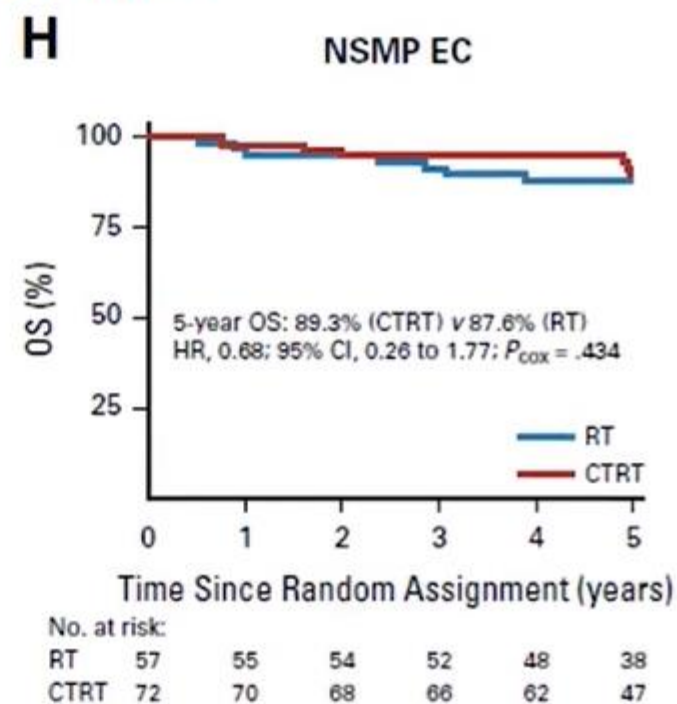 H
NSMP EC
100
75
50
25
OS (%)
5-year OS: 89.3% (CTRT) v 87.6% (RT)
HR, 0.68; 95% CI, 0.26 to 1.77; Pcox = .434
RT
CTRT
0 1 2 3 4 5
Time Since Random Assignment (years)
No. at risk:
RT 57 55 54 52 48 38
CTRT 72 70 68 66 62 47